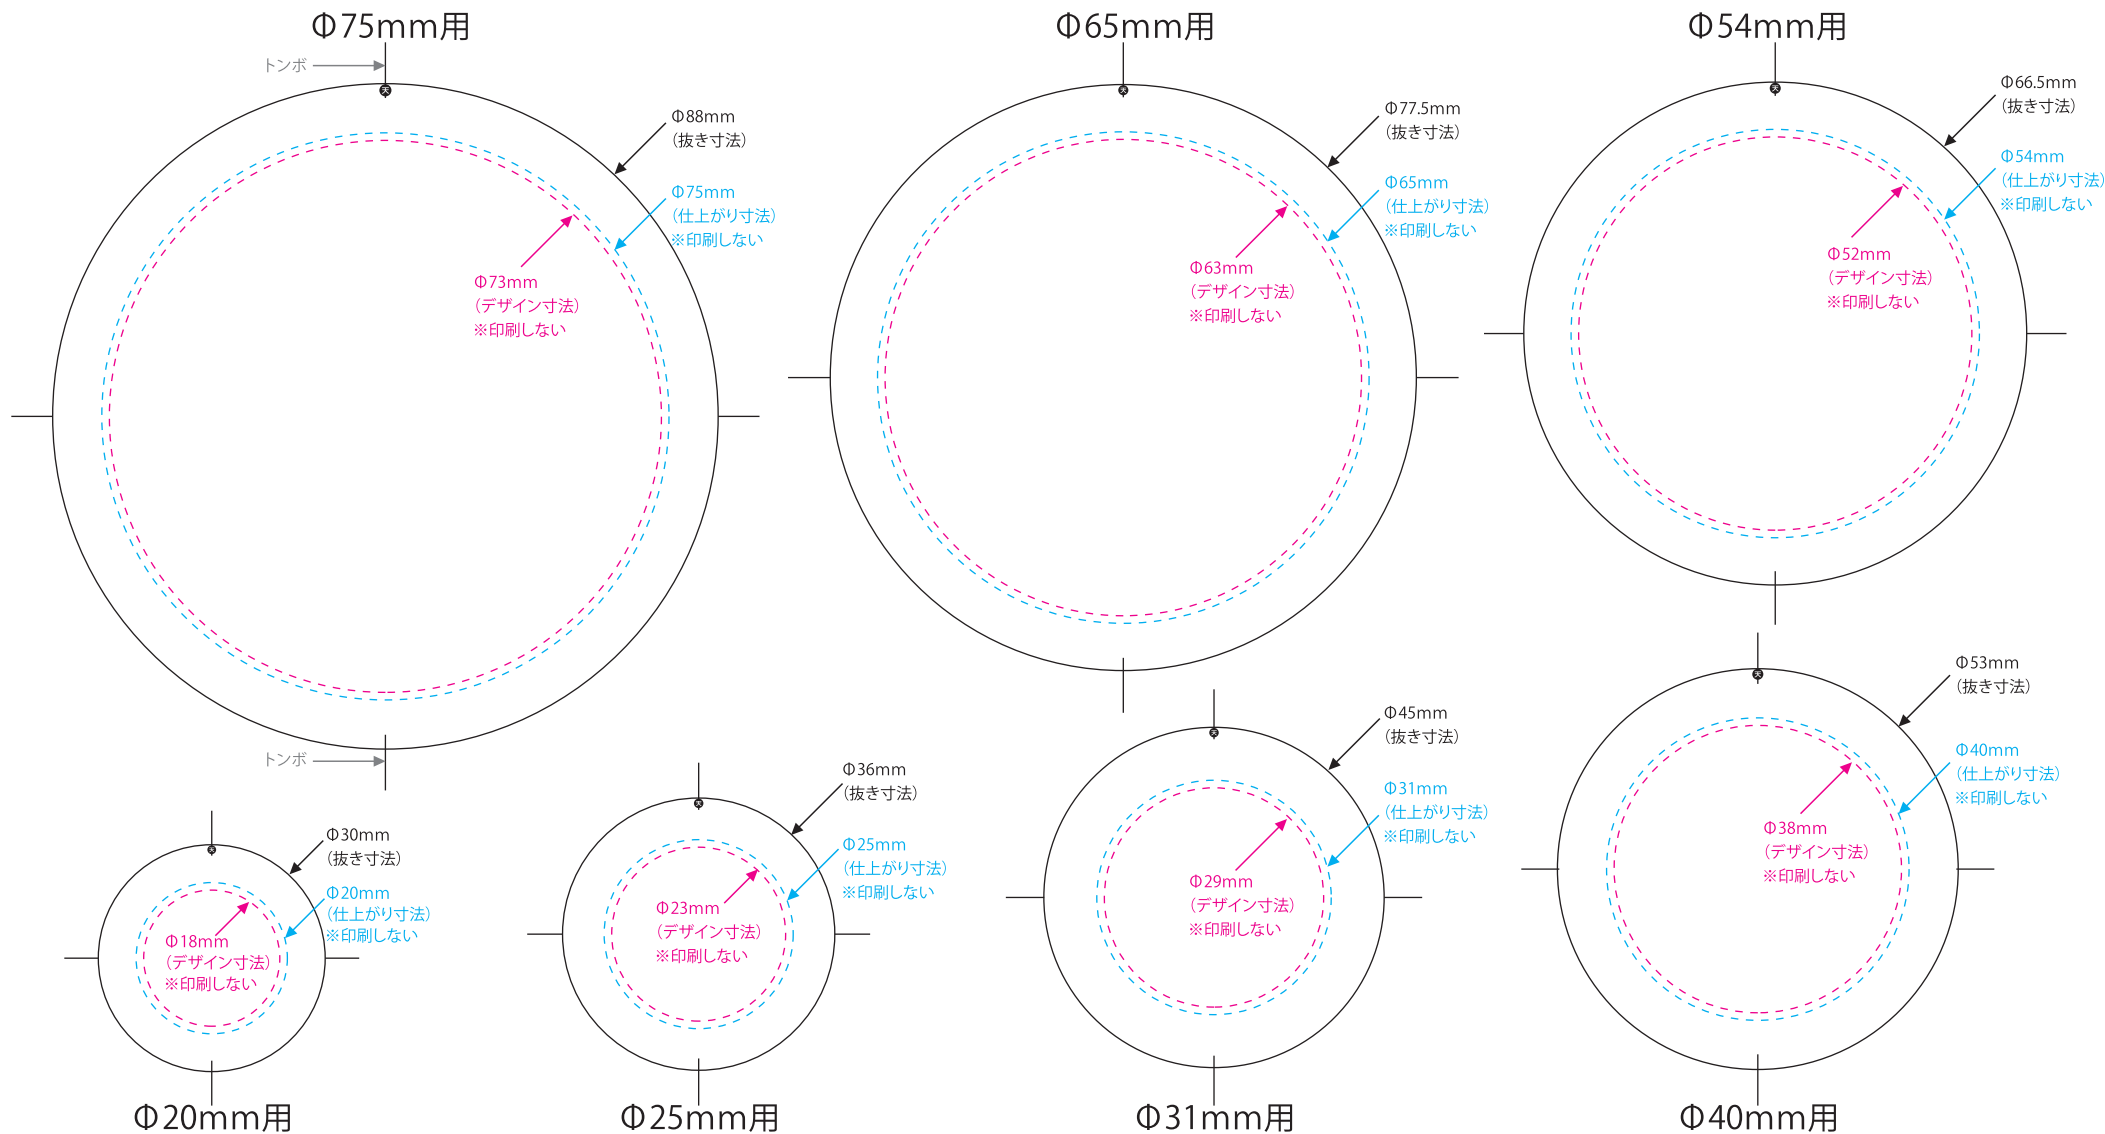 Φ75mm用
トンボ
天
Φ88mm
（抜き寸法）
Φ75mm
（仕上がり寸法）
※印刷しない
Φ73mm
（デザイン寸法）
※印刷しない
トンボ
Φ65mm用
天
Φ77.5mm
（抜き寸法）
Φ65mm
（仕上がり寸法）
※印刷しない
Φ63mm
（デザイン寸法）
※印刷しない
Φ54mm用
天
Φ66.5mm
（抜き寸法）
Φ54mm
（仕上がり寸法）
※印刷しない
Φ52mm
（デザイン寸法）
※印刷しない
天
Φ30mm
（抜き寸法）
Φ20mm
（仕上がり寸法）
※印刷しない
Φ18mm
（デザイン寸法）
※印刷しない
Φ20mm用
天
Φ36mm
（抜き寸法）
Φ25mm
（仕上がり寸法）
※印刷しない
Φ23mm
（デザイン寸法）
※印刷しない
Φ25mm用
天
Φ45mm
（抜き寸法）
Φ31mm
（仕上がり寸法）
※印刷しない
Φ29mm
（デザイン寸法）
※印刷しない
Φ31mm用
天
Φ53mm
（抜き寸法）
Φ40mm
（仕上がり寸法）
※印刷しない
Φ38mm
（デザイン寸法）
※印刷しない
Φ40mm用